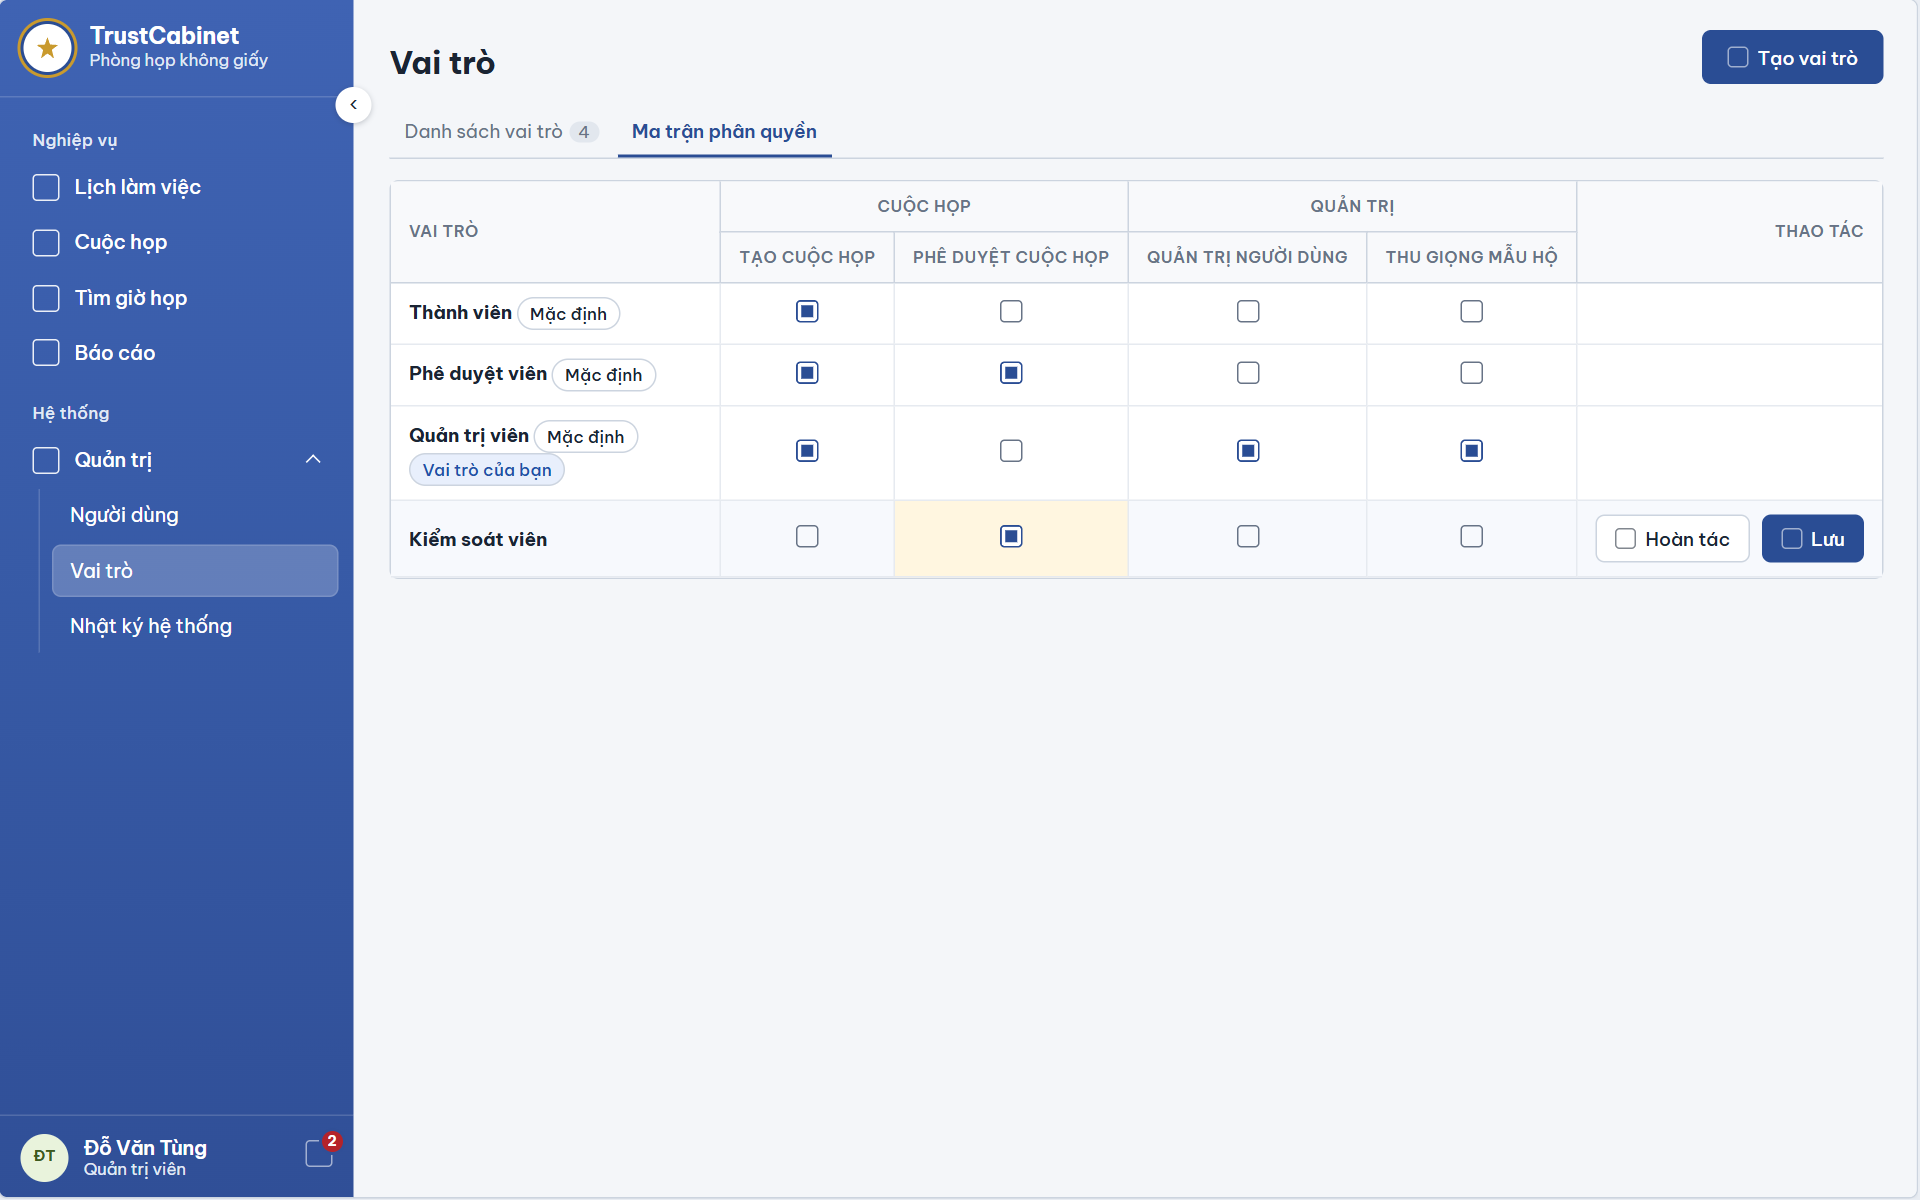 TrustCabinet
Phòng họp không giấy
Nghiệp vụ
Lịch làm việc
Cuộc họp
Tìm giờ họp
Báo cáo
Hệ thống
Quản trị
Người dùng
Vai trò
Nhật ký hệ thống
ĐT
Đỗ Văn Tùng
Quản trị viên
2
Vai trò
Tạo vai trò
Danh sách vai trò 4
Ma trận phân quyền
VAI TRÒ
CUỘC HỌP
QUẢN TRỊ
THAO TÁC
TẠO CUỘC HỌP
PHÊ DUYỆT CUỘC HỌP
QUẢN TRỊ NGƯỜI DÙNG
THU GIỌNG MẪU HỘ
Thành viên Mặc định
Phê duyệt viên Mặc định
Quản trị viên Mặc định
Vai trò của bạn
Kiểm soát viên
Hoàn tác
Lưu